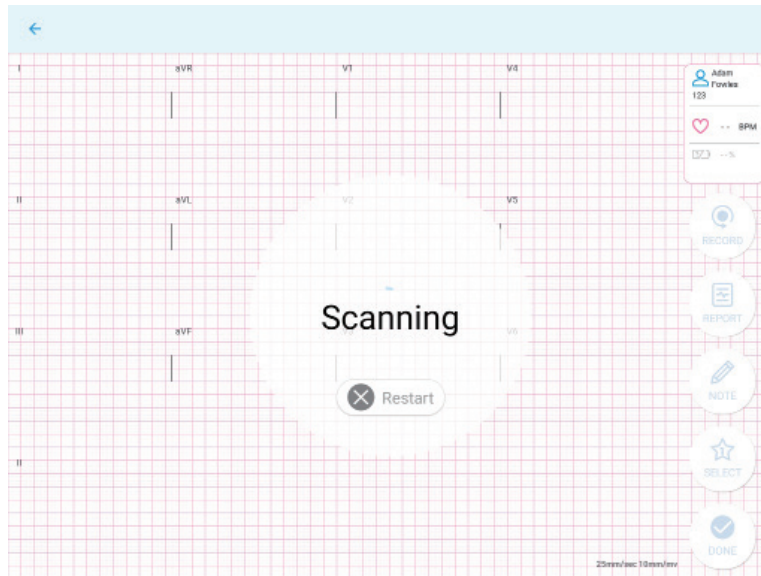 I aVR V1 V4
Adam
Fowles
123
-- BPM
--%
II aVL V2 V5
RECORD
REPORT
Scanning
III aVF V6
NOTE
Restart
II
1
SELECT
DONE
25mm/sec 10mm/mv